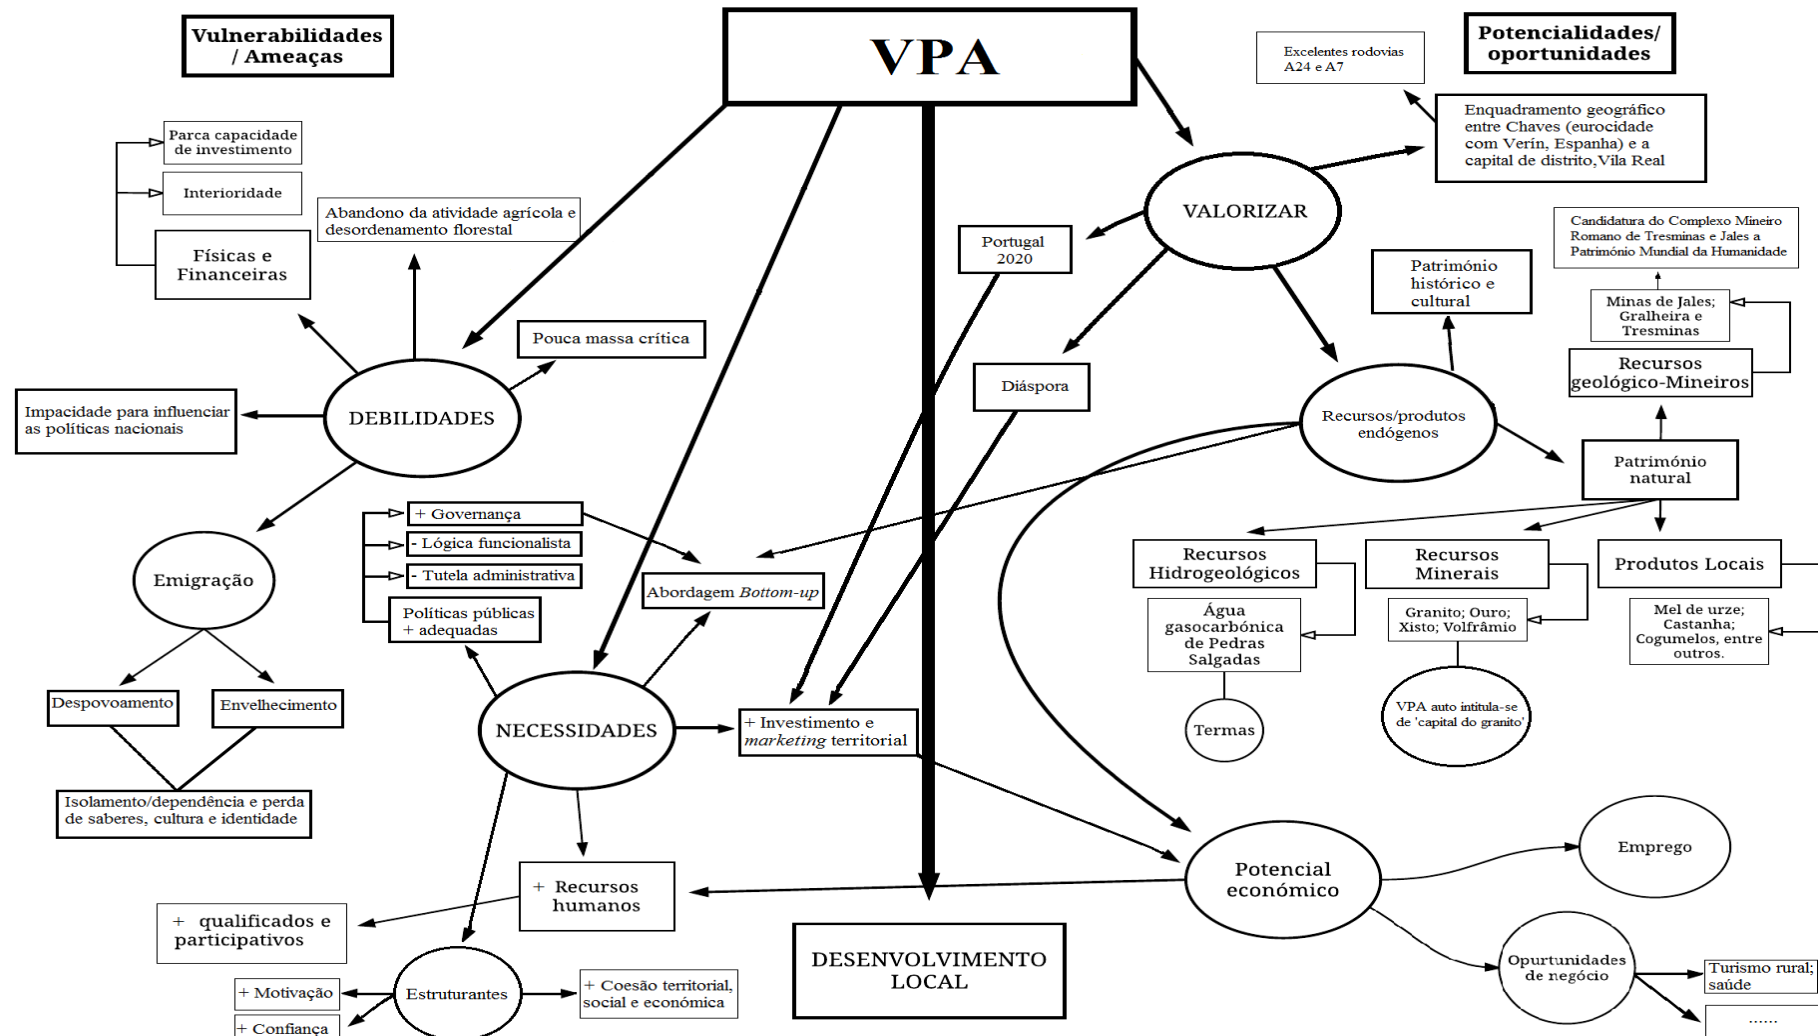 Vulnerabilidades
/ Ameaças
VPA
Potencialidades/
oportunidades
Excelentes rodovias
A24 e A7
Enquadramento geográfico
entre Chaves (eurocidade
com Verín, Espanha) e a
capital de distrito,Vila Real
Parca capacidade
de investimento
Interioridade
Físicas e
Financeiras
Abandono da atividade agrícola e
desordenamento florestal
VALORIZAR
Portugal
2020
Candidatura do Complexo Mineiro
Romano de Tresminas e Jales a
Património Mundial da Humanidade
Património
histórico e
cultural
Minas de Jales;
Gralheira e
Tresminas
Recursos
geológico-Mineiros
Pouca massa crítica
Diáspora
Impacidade para influenciar
as políticas nacionais
DEBILIDADES
Recursos/produtos
endógenos
Património
natural
+ Governança
- Lógica funcionalista
- Tutela administrativa
Políticas públicas
+ adequadas
Abordagem Bottom-up
Emigração
Recursos
Hidrogeológicos
Recursos
Minerais
Produtos Locais
Água
gasocarbónica
de Pedras
Salgadas
Granito; Ouro;
Xisto; Volfrâmio
Mel de urze;
Castanha;
Cogumelos, entre
outros.
Despovoamento
Envelhecimento
NECESSIDADES
+ Investimento e
marketing territorial
Termas
VPA auto intitula-se
de 'capital do granito'
Isolamento/dependência e perda
de saberes, cultura e identidade
Potencial
económico
Emprego
+ Recursos
humanos
+ qualificados e
participativos
DESENVOLVIMENTO
LOCAL
Oportunidades
de negócio
Turismo rural;
saúde
......
+ Motivação
Estruturantes
+ Coesão territorial,
social e económica
+ Confiança